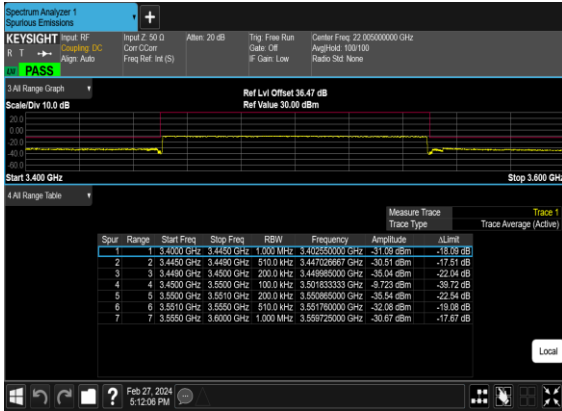 Spectrum Analyzer 1
Spurious Emissions
+
KEYSIGHT Input: RF Input Z: 50 Ω Atten: 20 dB Trig: Free Run Center Freq: 22.005000000 GHz
R T Coupling: DC Corr CCorr Gate: Off Avg|Hold: 100/100
Align: Auto Freq Ref: Int (S) IF Gain: Low Radio Std: None
PASS
3 All Range Graph Ref Lvl Offset 36.47 dB
Scale/Div 10.0 dB Ref Value 30.00 dBm
20.0
0.00
-20.0
-40.0
-60.0
Start 3.400 GHz Stop 3.600 GHz
4 All Range Table
Measure Trace Trace 1
Trace Type Trace Average (Active)
Spur Range Start Freq Stop Freq RBW Frequency Amplitude ΔLimit
1 1 3.4000 GHz 3.4450 GHz 1.000 MHz 3.402550000 GHz -31.09 dBm -18.09 dB
2 2 3.4450 GHz 3.4490 GHz 510.0 kHz 3.447026667 GHz -30.51 dBm -17.51 dB
3 3 3.4490 GHz 3.4500 GHz 200.0 kHz 3.449985000 GHz -35.04 dBm -22.04 dB
4 4 3.4500 GHz 3.5500 GHz 100.0 kHz 3.501833333 GHz -9.723 dBm -39.72 dB
5 5 3.5500 GHz 3.5510 GHz 200.0 kHz 3.550865000 GHz -35.54 dBm -22.54 dB
6 6 3.5510 GHz 3.5550 GHz 510.0 kHz 3.551760000 GHz -32.08 dBm -19.08 dB
7 7 3.5550 GHz 3.6000 GHz 1.000 MHz 3.559725000 GHz -30.67 dBm -17.67 dB
Local
? Feb 27, 2024
5:12:06 PM